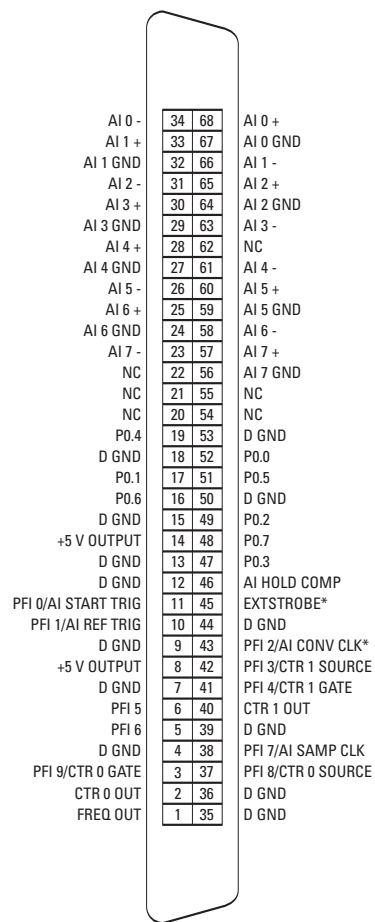 AI 0 - 34 68 AI 0 +
AI 1 + 33 67 AI 0 GND
AI 1 GND 32 66 AI 1 -
AI 2 - 31 65 AI 2 +
AI 3 + 30 64 AI 2 GND
AI 3 GND 29 63 AI 3 -
AI 4 + 28 62 NC
AI 4 GND 27 61 AI 4 -
AI 5 - 26 60 AI 5 +
AI 6 + 25 59 AI 5 GND
AI 6 GND 24 58 AI 6 -
AI 7 - 23 57 AI 7 +
NC 22 56 AI 7 GND
NC 21 55 NC
NC 20 54 NC
P0.4 19 53 D GND
D GND 18 52 P0.0
P0.1 17 51 P0.5
P0.6 16 50 D GND
D GND 15 49 P0.2
+5 V OUTPUT 14 48 P0.7
D GND 13 47 P0.3
D GND 12 46 AI HOLD COMP
PFI 0/AI START TRIG 11 45 EXTSTROBE*
PFI 1/AI REF TRIG 10 44 D GND
D GND 9 43 PFI 2/AI CONV CLK*
+5 V OUTPUT 8 42 PFI 3/CTR 1 SOURCE
D GND 7 41 PFI 4/CTR 1 GATE
PFI 5 6 40 CTR 1 OUT
PFI 6 5 39 D GND
D GND 4 38 PFI 7/AI SAMP CLK
PFI 9/CTR 0 GATE 3 37 PFI 8/CTR 0 SOURCE
CTR 0 OUT 2 36 D GND
FREQ OUT 1 35 D GND